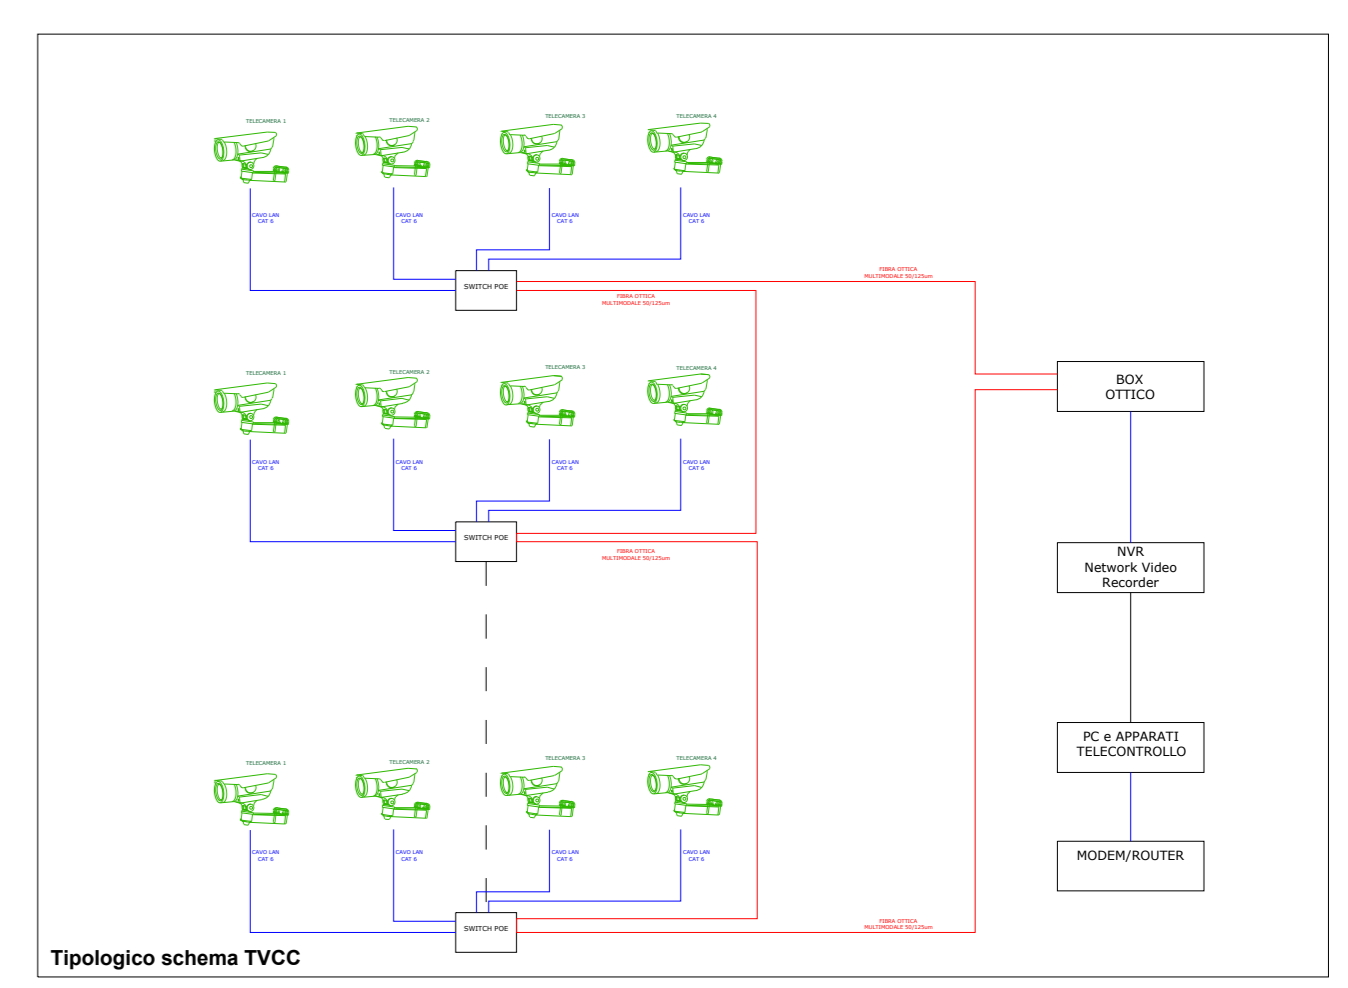 TELECAMERA 1
TELECAMERA 2
TELECAMERA 3
TELECAMERA 4
CAVO LAN
CAT 6
CAVO LAN
CAT 6
CAVO LAN
CAT 6
CAVO LAN
CAT 6
SWITCH POE
FIBRA OTTICA
MULTIMODALE 50/125um
FIBRA OTTICA
MULTIMODALE 50/125um
TELECAMERA 1
TELECAMERA 2
TELECAMERA 3
TELECAMERA 4
BOX
OTTICO
CAVO LAN
CAT 6
CAVO LAN
CAT 6
CAVO LAN
CAT 6
CAVO LAN
CAT 6
SWITCH POE
FIBRA OTTICA
MULTIMODALE 50/125um
NVR
Network Video
Recorder
PC e APPARATI
TELECONTROLLO
TELECAMERA 1
TELECAMERA 2
TELECAMERA 3
TELECAMERA 4
CAVO LAN
CAT 6
CAVO LAN
CAT 6
CAVO LAN
CAT 6
CAVO LAN
CAT 6
MODEM/ROUTER
SWITCH POE
FIBRA OTTICA
MULTIMODALE 50/125um
Tipologico schema TVCC